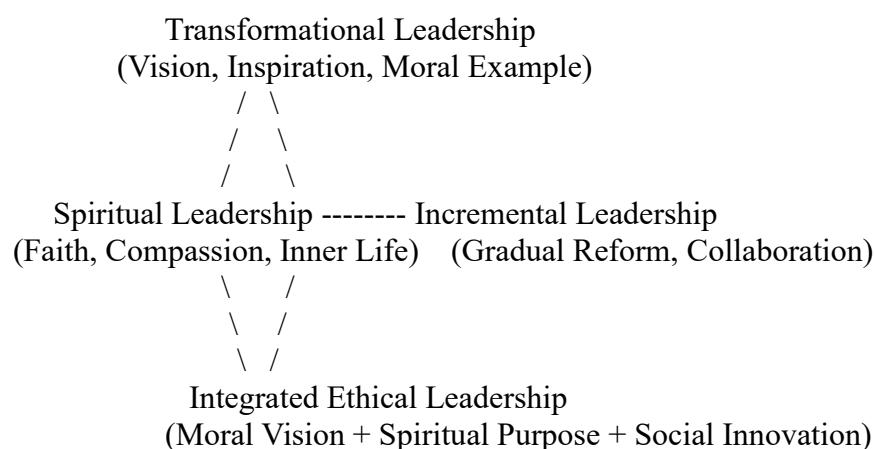 Transformational Leadership
(Vision, Inspiration, Moral Example)
/ \
/ \
/ \
/ \
Spiritual Leadership -------- Incremental Leadership
(Faith, Compassion, Inner Life) (Gradual Reform, Collaboration)
\ /
\ /
\ /
\ /
Integrated Ethical Leadership
(Moral Vision + Spiritual Purpose + Social Innovation)